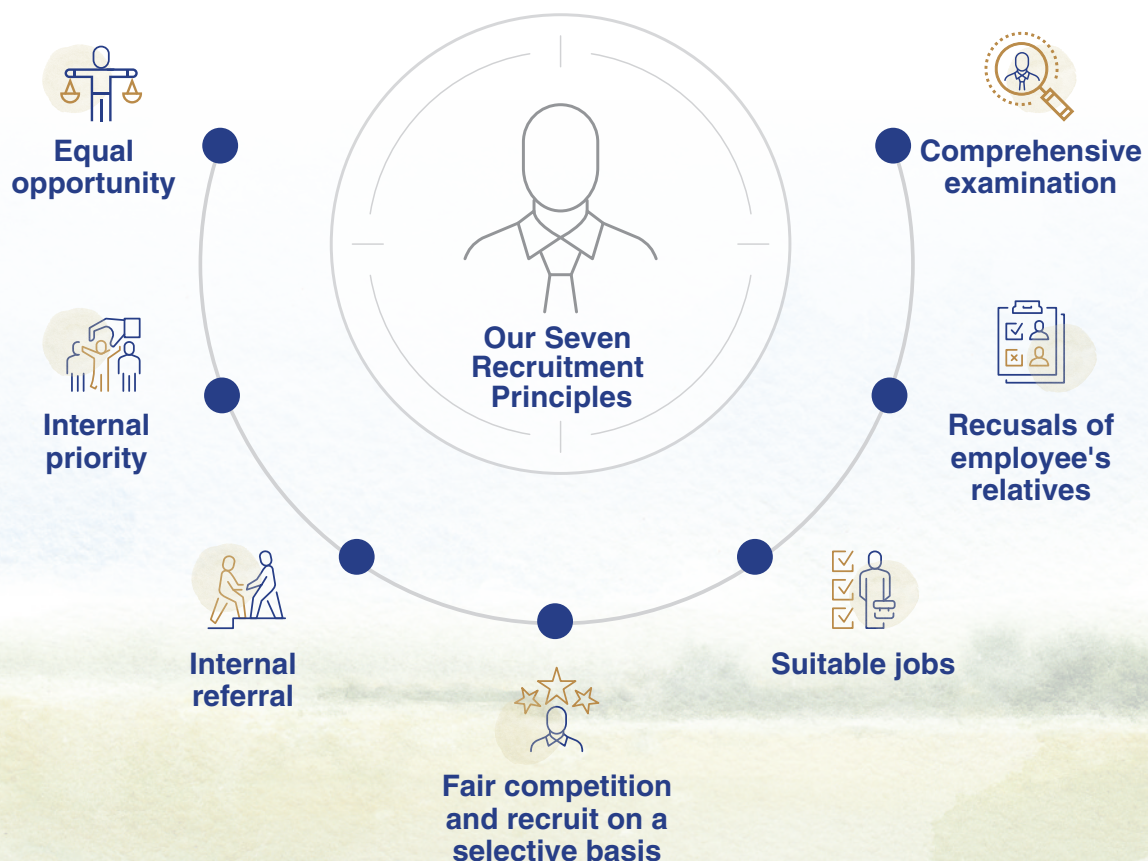 Equal
opportunity
Comprehensive
examination
Our Seven
Recruitment
Principles
Internal
priority
Recusals of
employee's
relatives
Internal
referral
Suitable jobs
Fair competition
and recruit on a
selective basis